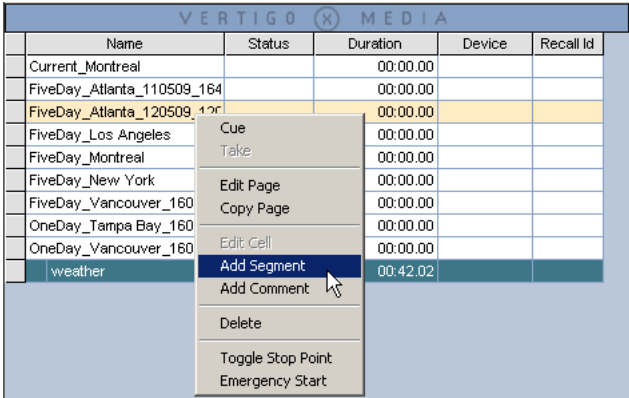 VERTIGO X MEDIA
Name Status Duration Device Recall Id
Current_Montreal 00:00.00
FiveDay_Atlanta_110509_164 00:00.00
FiveDay_Atlanta_120509_120 00:00.00
FiveDay_Los Angeles 00:00.00
FiveDay_Montreal 00:00.00
FiveDay_New York 00:00.00
FiveDay_Vancouver_160 00:00.00
OneDay_Tampa Bay_160 00:00.00
OneDay_Vancouver_160 00:00.00
weather 00:42.02
Cue
Take
Edit Page
Copy Page
Edit Cell
Add Segment
Add Comment
Delete
Toggle Stop Point
Emergency Start